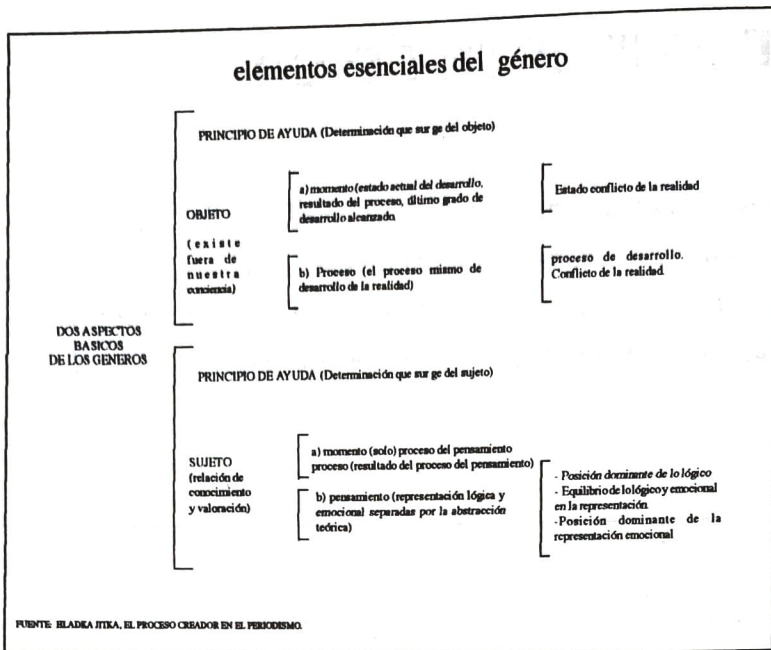 elementos esenciales del género
PRINCIPIO DE AYUDA (Determinación que sur ge del objeto)
OBJETO
(existe
fuera de
nuestra
conciencia)
a) momento (estado actual del desarrollo,
resultado del proceso, último grado de
desarrollo alcanzado
Estado conflicto de la realidad
b) Proceso (el proceso mismo de
desarrollo de la realidad)
proceso de desarrollo.
Conflicto de la realidad
DOS ASPECTOS
BASICOS
DE LOS GENEROS
PRINCIPIO DE AYUDA (Determinación que sur ge del sujeto)
SUJETO
(relación de
conocimiento
y valoración)
a) momento (solo) proceso del pensamiento
proceso (resultado del proceso del pensamiento)
b) pensamiento (representación lógica y
emocional separadas por la abstracción
teórica)
- Posición dominante de lo lógico
- Equilibrio de lo lógico y emocional
en la representación
-Posición dominante de la
representación emocional
FUENTE: HLADKA JITKA, EL PROCESO CREADOR EN EL PERIODISMO.